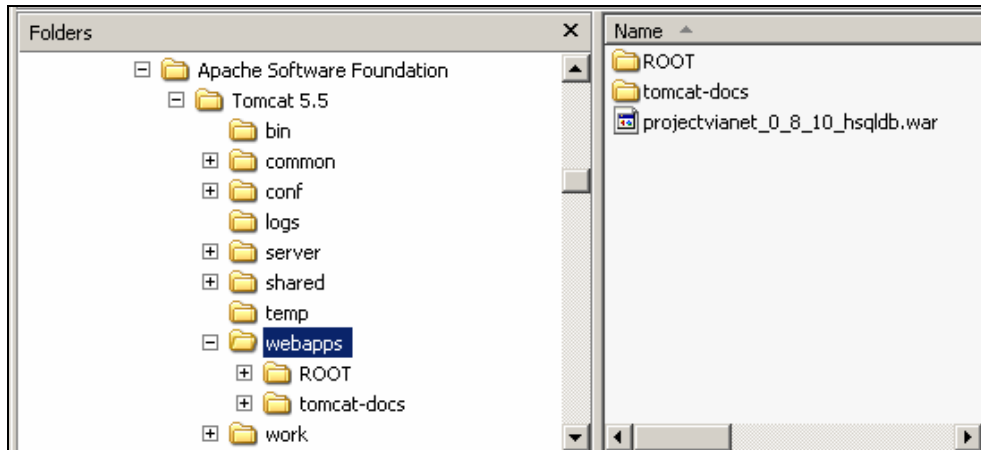 Folders
Apache Software Foundation
Tomcat 5.5
bin
common
conf
logs
server
shared
temp
webapps
ROOT
tomcat-docs
work
Name
ROOT
tomcat-docs
projectvianet_0_8_10_hsqldb.war